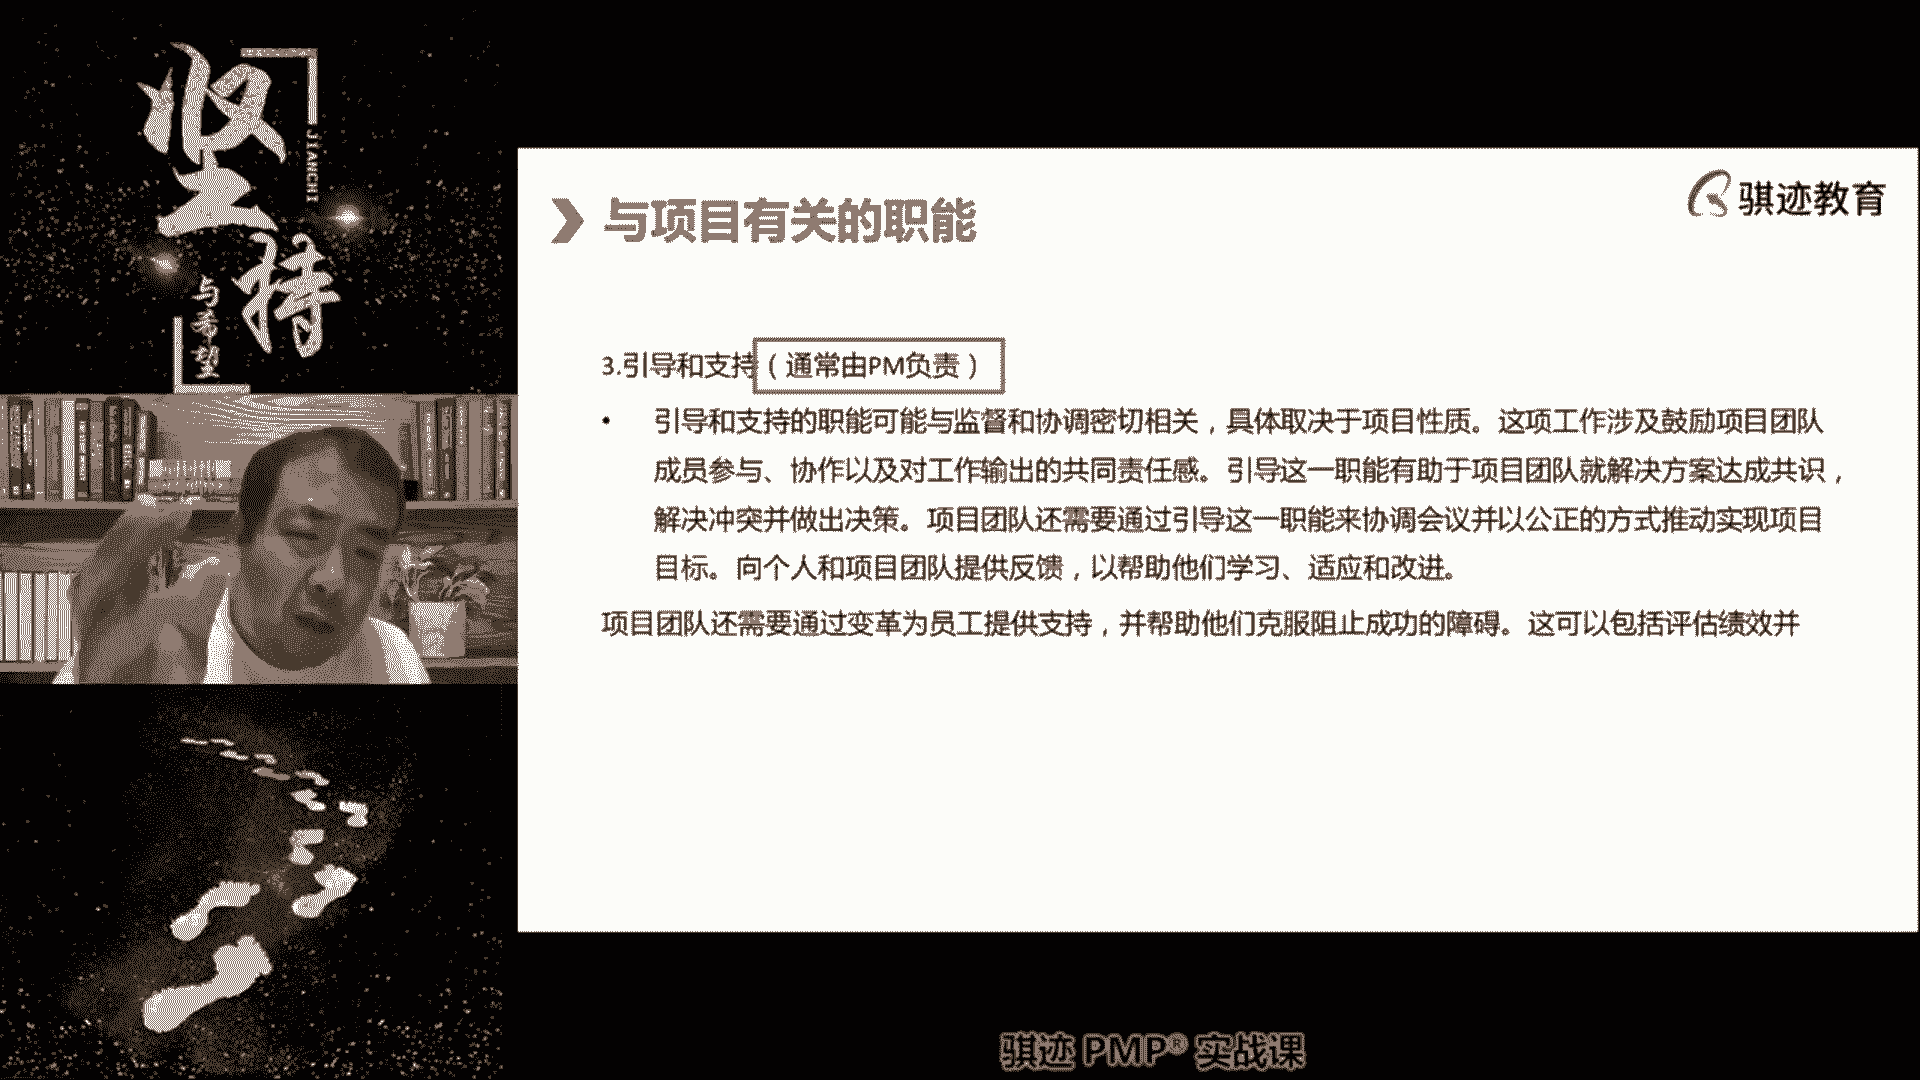 坚持
JIANCHI
与希望
骐迹教育
与项目有关的职能
3.引导和支持（通常由PM负责）
• 引导和支持的职能可能与监督和协调密切相关，具体取决于项目性质。这项工作涉及鼓励项目团队
成员参与、协作以及对工作输出的共同责任感。引导这一职能有助于项目团队就解决方案达成共识，
解决冲突并做出决策。项目团队还需要通过引导这一职能来协调会议并以公正的方式推动实现项目
目标。向个人和项目团队提供反馈，以帮助他们学习、适应和改进。
项目团队还需要通过变革为员工提供支持，并帮助他们克服阻止成功的障碍。这可以包括评估绩效并
骐迹 PMP® 实战课